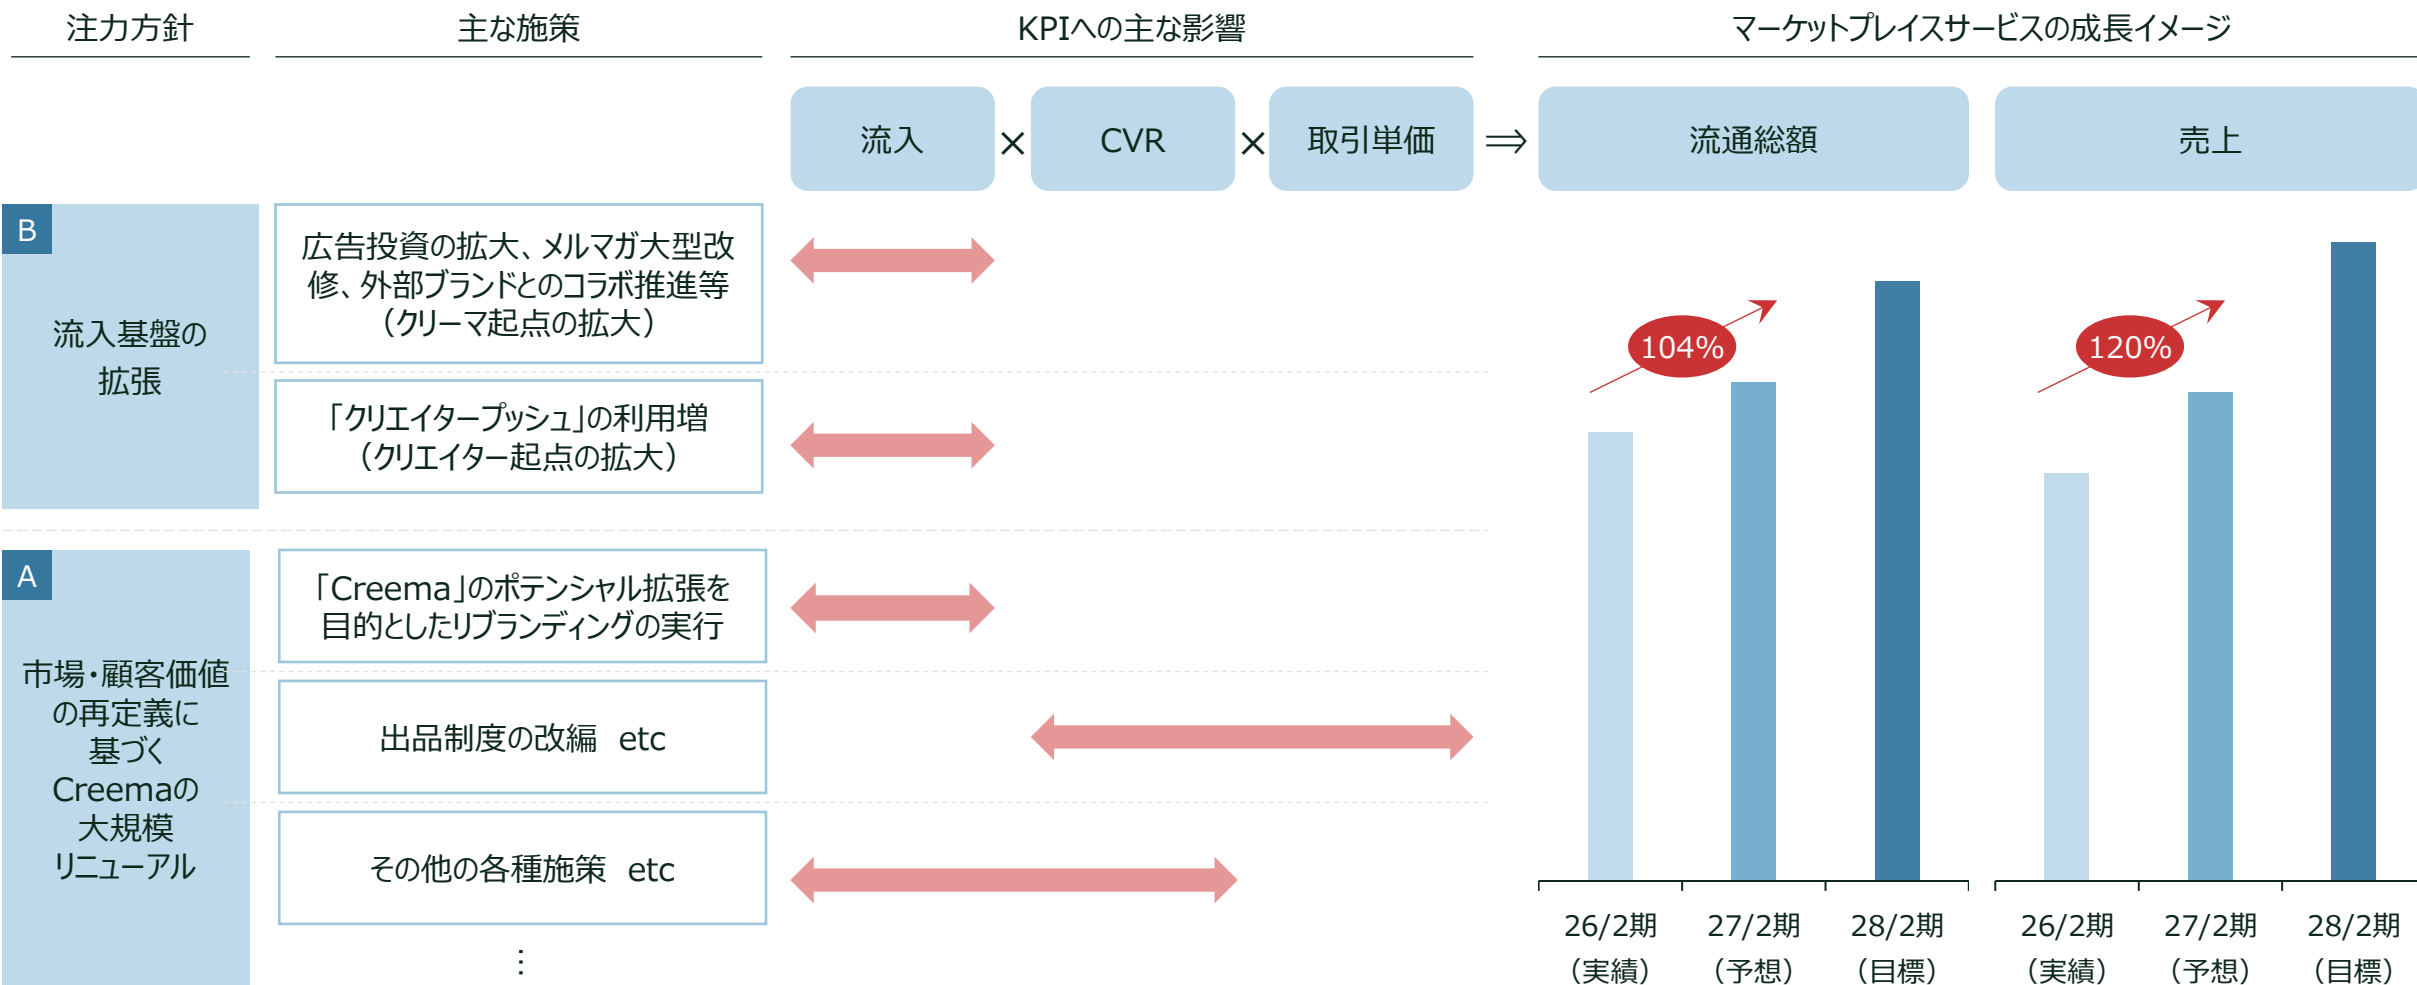 注力方針
主な施策
KPIへの主な影響
マーケットプレイスサービスの成長イメージ
流入
×
CVR
×
取引単価
⇒
流通総額
売上
B
流入基盤の
拡張
広告投資の拡大、メルマガ大型改
修、外部ブランドとのコラボ推進等
（クリーマ起点の拡大）
「クリエイタープッシュ」の利用増
（クリエイター起点の拡大）
A
市場・顧客価値
の再定義に
基づく
Creemaの
大規模
リニューアル
「Creema」のポテンシャル拡張を
目的としたリブランディングの実行
出品制度の改編 etc
その他の各種施策 etc
…
104%
26/2期
（実績）
27/2期
（予想）
28/2期
（目標）
120%
26/2期
（実績）
27/2期
（予想）
28/2期
（目標）